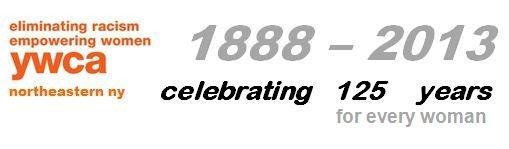 eliminating racism
empowering women
ywca
northeastern ny
1888 – 2013
celebrating 125 years
for every woman